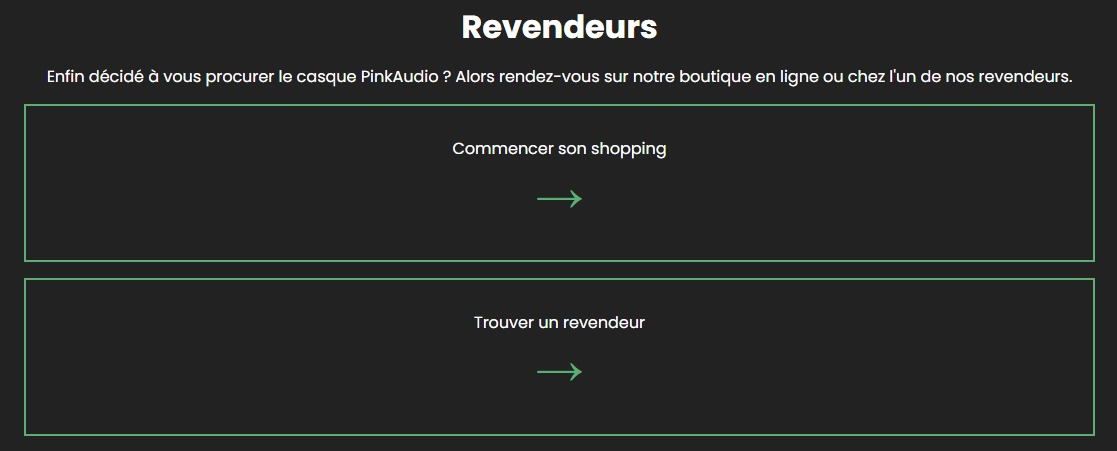 Revendeurs
Enfin décidé à vous procurer le casque PinkAudio ? Alors rendez-vous sur notre boutique en ligne ou chez l'un de nos revendeurs.
Commencer son shopping
Trouver un revendeur